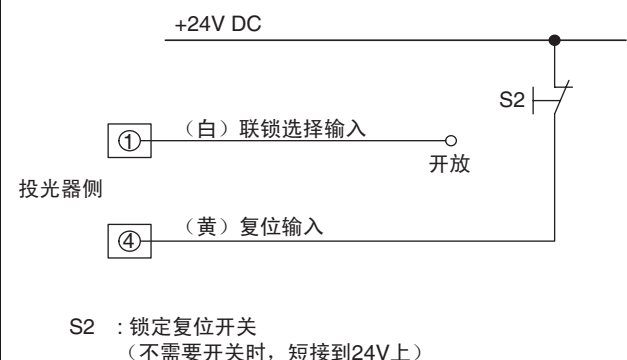 +24V DC
S2
① （白）联锁选择输入
开放
投光器侧
④ （黄）复位输入
S2 ：锁定复位开关
（不需要开关时，短接到24V上）